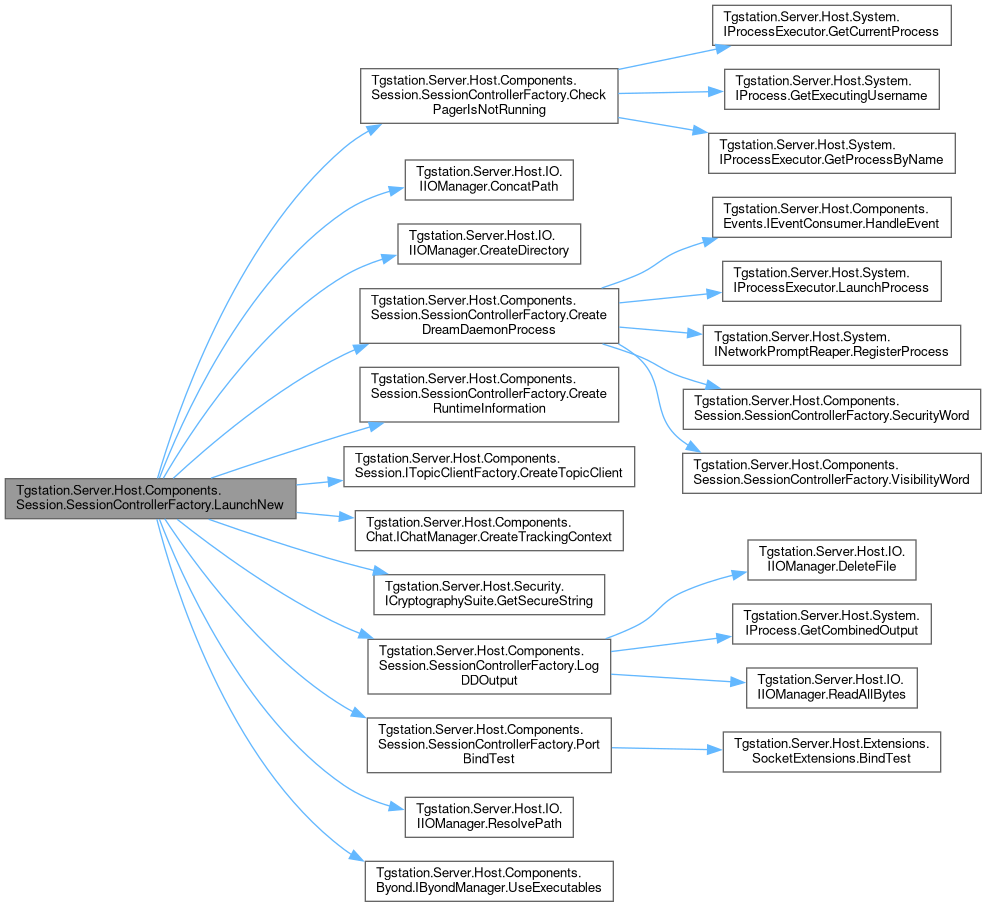 Tgstation.Server.Host.Components.
Session.SessionControllerFactory.LaunchNew
Tgstation.Server.Host.Components.
Session.SessionControllerFactory.Check
PagerIsNotRunning
Tgstation.Server.Host.System.
IProcessExecutor.GetCurrentProcess
Tgstation.Server.Host.System.
IProcess.GetExecutingUsername
Tgstation.Server.Host.System.
IProcessExecutor.GetProcessByName
Tgstation.Server.Host.IO.
IIOManager.ConcatPath
Tgstation.Server.Host.IO.
IIOManager.CreateDirectory
Tgstation.Server.Host.Components.
Session.SessionControllerFactory.Create
DreamDaemonProcess
Tgstation.Server.Host.Components.
Events.IEventConsumer.HandleEvent
Tgstation.Server.Host.System.
IProcessExecutor.LaunchProcess
Tgstation.Server.Host.System.
INetworkPromptReaper.RegisterProcess
Tgstation.Server.Host.Components.
Session.SessionControllerFactory.SecurityWord
Tgstation.Server.Host.Components.
Session.SessionControllerFactory.VisibilityWord
Tgstation.Server.Host.Components.
Session.SessionControllerFactory.Create
RuntimeInformation
Tgstation.Server.Host.Components.
Session.ITopicClientFactory.CreateTopicClient
Tgstation.Server.Host.Components.
Chat.IChatManager.CreateTrackingContext
Tgstation.Server.Host.Security.
ICryptographySuite.GetSecureString
Tgstation.Server.Host.Components.
Session.SessionControllerFactory.Log
DDOutput
Tgstation.Server.Host.IO.
IIOManager.DeleteFile
Tgstation.Server.Host.System.
IProcess.GetCombinedOutput
Tgstation.Server.Host.IO.
IIOManager.ReadAllBytes
Tgstation.Server.Host.Components.
Session.SessionControllerFactory.Port
BindTest
Tgstation.Server.Host.Extensions.
SocketExtensions.BindTest
Tgstation.Server.Host.IO.
IIOManager.ResolvePath
Tgstation.Server.Host.Components.
Byond.IByondManager.UseExecutables